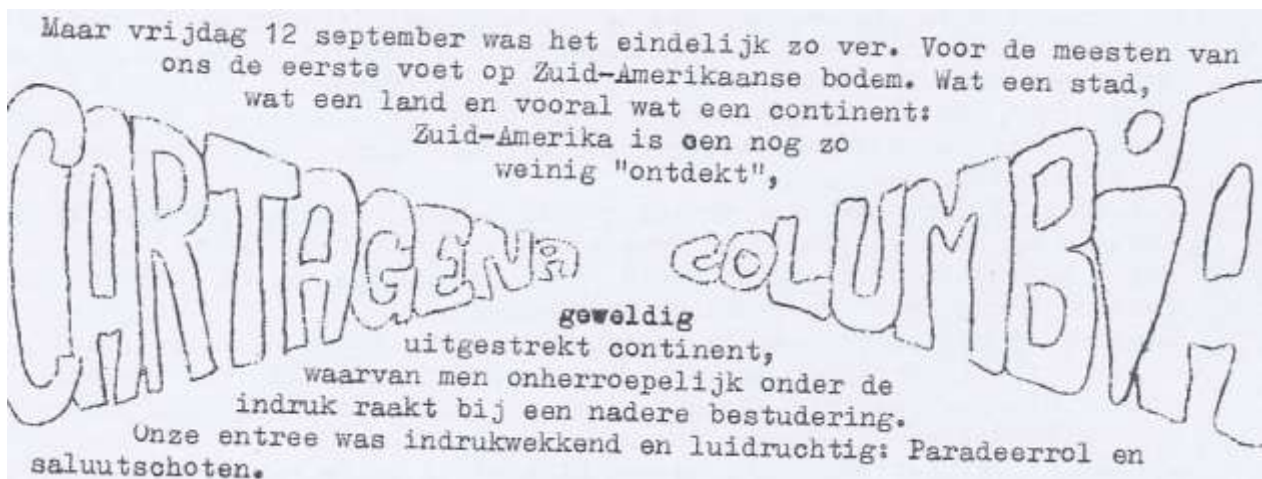 Maar vrijdag 12 september was het eindelijk zo ver. Voor de meesten van
ons de eerste voet op Zuid-Amerikaanse bodem. Wat een stad,
wat een land en vooral wat een continent:
Zuid-Amerika is een nog zo
weinig "ontdekt",
CARTAGENA COLUMBiA
geweldig
uitgestrekt continent,
waarvan men onherroepelijk onder de
indruk raakt bij een nadere bestudering.
Onze entree was indrukwekkend en luidruchtig: Paradeerrol en
saluutschoten.